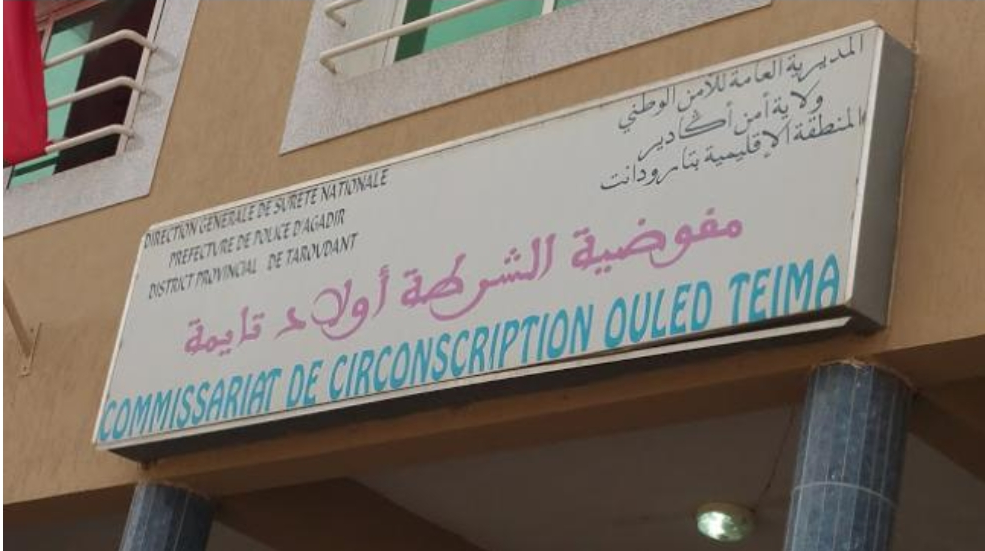 المديرية العامة للأمن الوطني
ولاية أمن أكادير
المنطقة الإقليمية بتارودانت
DIRECTION GENERALE DE SURETE NATIONALE
PREFECTURE DE POLICE D'AGADIR
DISTRICT PROVINCIAL DE TAROUDANT
مفوضية الشرطة أولاد تايمة
COMMISSARIAT DE CIRCONSCRIPTION OULED TEIMA